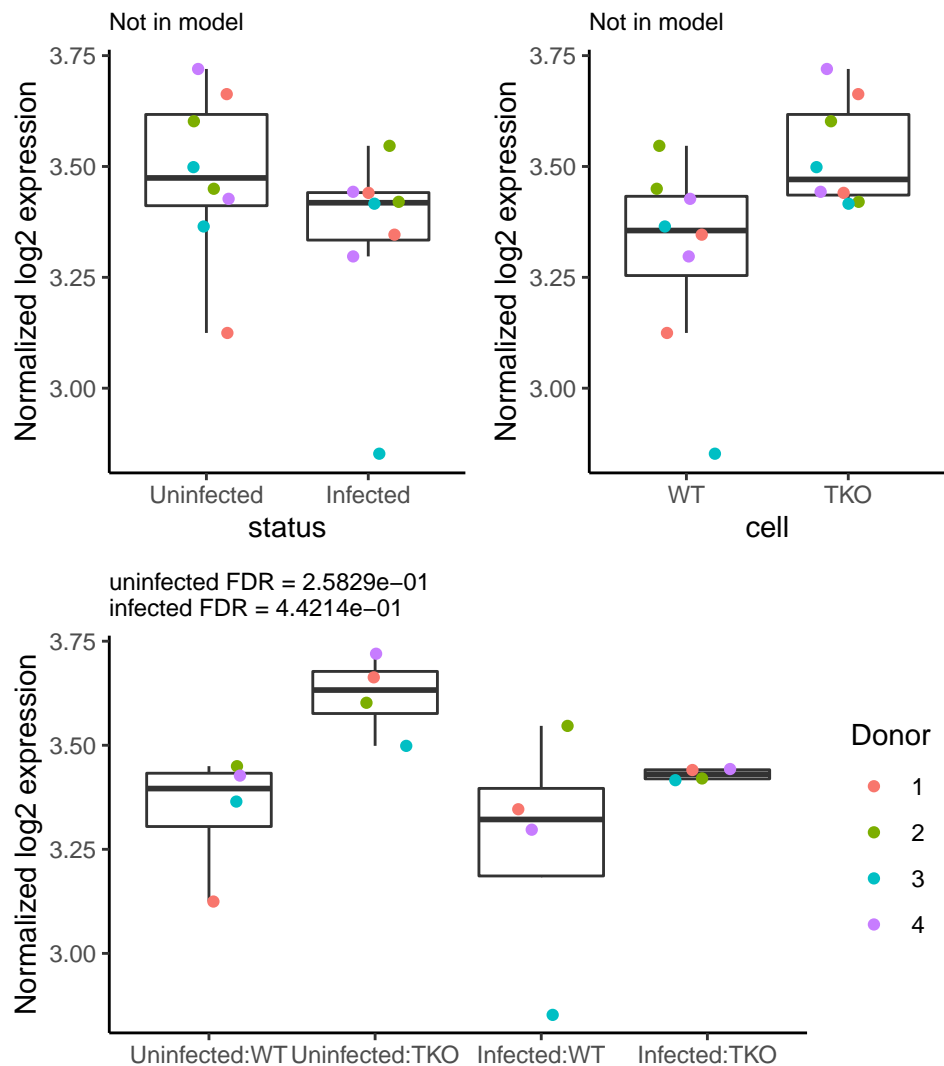 Not in model
Normalized log2 expression
3.75
3.50
3.25
3.00
Uninfected
Infected
status
Not in model
Normalized log2 expression
3.75
3.50
3.25
3.00
WT
TKO
cell
uninfected FDR = 2.5829e−01
infected FDR = 4.4214e−01
Normalized log2 expression
3.75
3.50
3.25
3.00
Uninfected:WT
Uninfected:TKO
Infected:WT
Infected:TKO
Donor
1
2
3
4